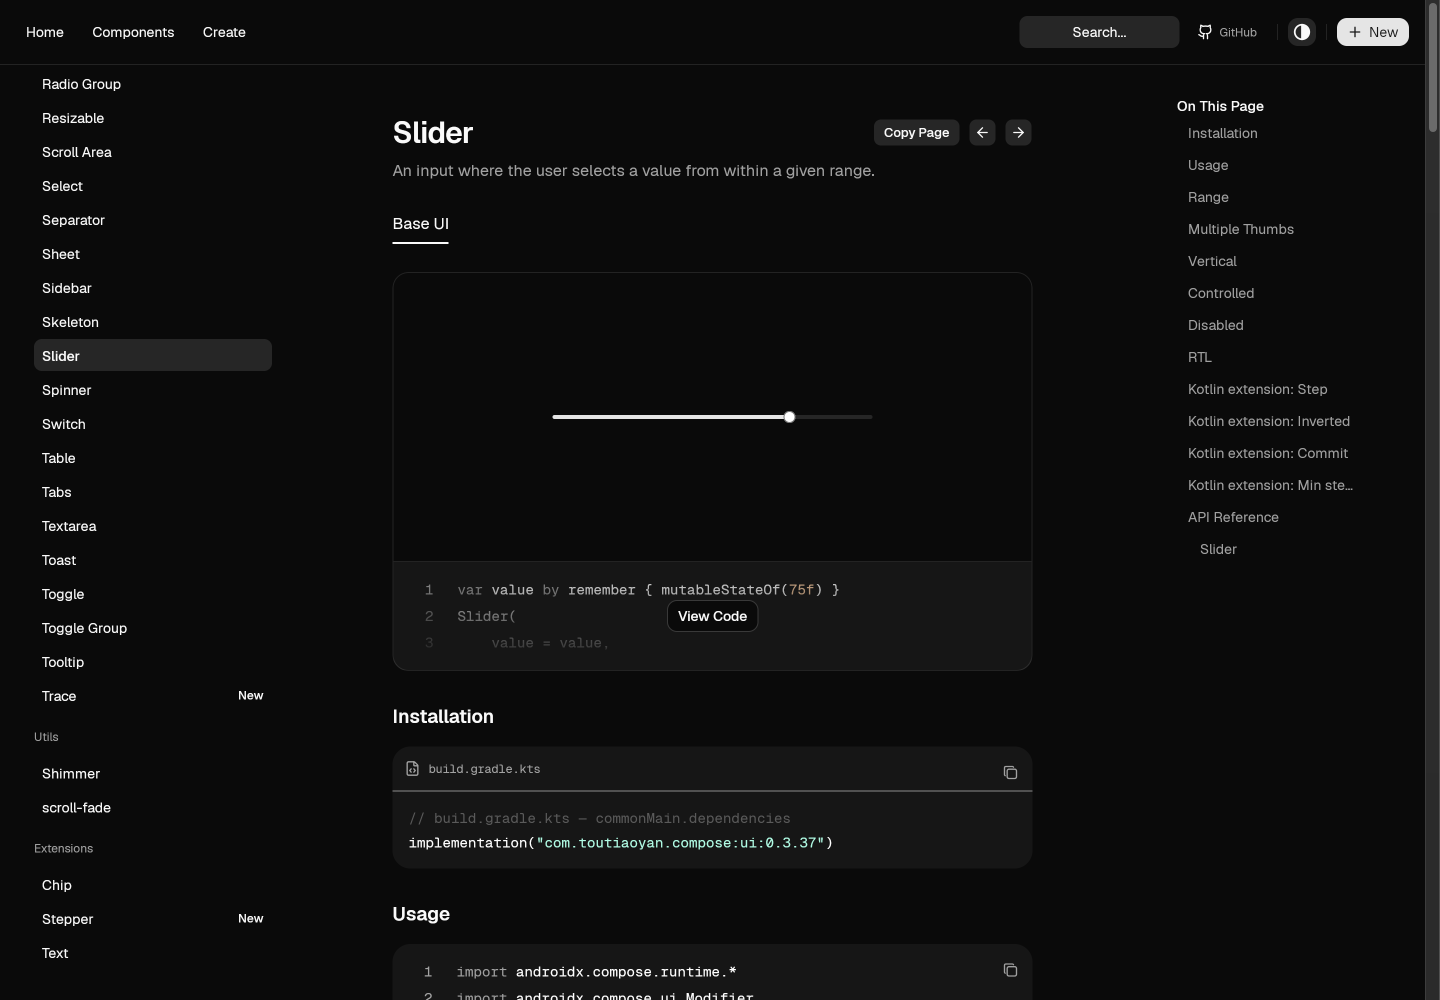 Home
Components
Create
Search...
GitHub
New
Radio Group
Resizable
Scroll Area
Select
Separator
Sheet
Sidebar
Skeleton
Slider
Spinner
Switch
Table
Tabs
Textarea
Toast
Toggle
Toggle Group
Tooltip
Trace New
Utils
Shimmer
scroll-fade
Extensions
Chip
Stepper New
Text
Slider
Copy Page
An input where the user selects a value from within a given range.
Base UI
1 var value by remember { mutableStateOf(75f) }
2 Slider(
View Code
3 value = value,
Installation
build.gradle.kts
// build.gradle.kts — commonMain.dependencies
implementation("com.toutiaoyan.compose:ui:0.3.37")
Usage
1 import androidx.compose.runtime.*
2 import androidx.compose.ui.Modifier
On This Page
Installation
Usage
Range
Multiple Thumbs
Vertical
Controlled
Disabled
RTL
Kotlin extension: Step
Kotlin extension: Inverted
Kotlin extension: Commit
Kotlin extension: Min ste...
API Reference
Slider